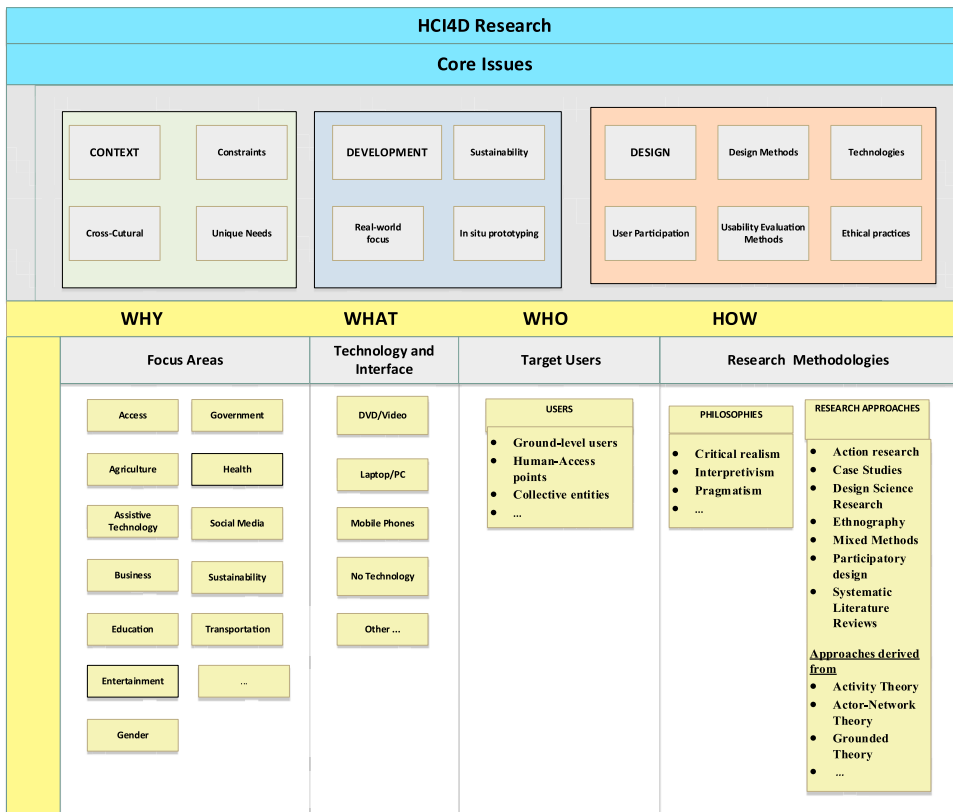 HCI4D Research
Core Issues
CONTEXT
Constraints
Cross-Cutural
Unique Needs
DEVELOPMENT
Sustainability
Real-world
focus
In situ prototyping
DESIGN
Design Methods
Technologies
User Participation
Usability Evaluation
Methods
Ethical practices
WHY
WHAT
WHO
HOW
Focus Areas
Technology and
Interface
Target Users
Research Methodologies
Access
Government
Agriculture
Health
Assistive
Technology
Social Media
Business
Sustainability
Education
Transportation
Entertainment
...
Gender
DVD/Video
Laptop/PC
Mobile Phones
No Technology
Other ...
USERS
• Ground-level users
• Human-Access
points
• Collective entities
• ...
PHILOSOPHIES
• Critical realism
• Interpretivism
• Pragmatism
• ...
RESEARCH APPROACHES
• Action research
• Case Studies
• Design Science
Research
• Ethnography
• Mixed Methods
• Participatory
design
• Systematic
Literature
Reviews
Approaches derived
from
• Activity Theory
• Actor-Network
Theory
• Grounded
Theory
• ...